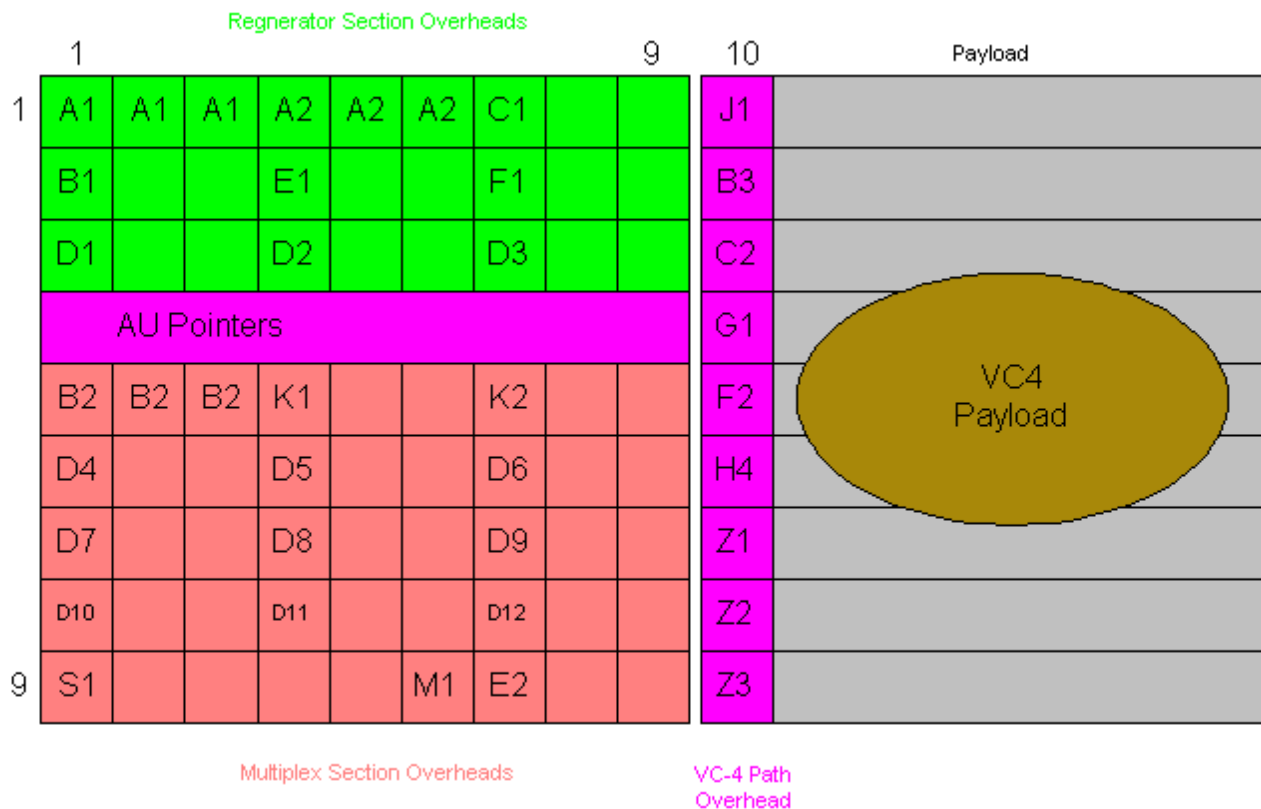 Regnerator Section Overheads
1 9 10 Payload
1 A1 A1 A1 A2 A2 A2 C1 J1
B1 E1 F1 B3
D1 D2 D3 C2
AU Pointers G1
B2 B2 B2 K1 K2 F2
VC4
Payload
D4 D5 D6 H4
D7 D8 D9 Z1
D10 D11 D12 Z2
9 S1 M1 E2 Z3
Multiplex Section Overheads
VC-4 Path
Overhead